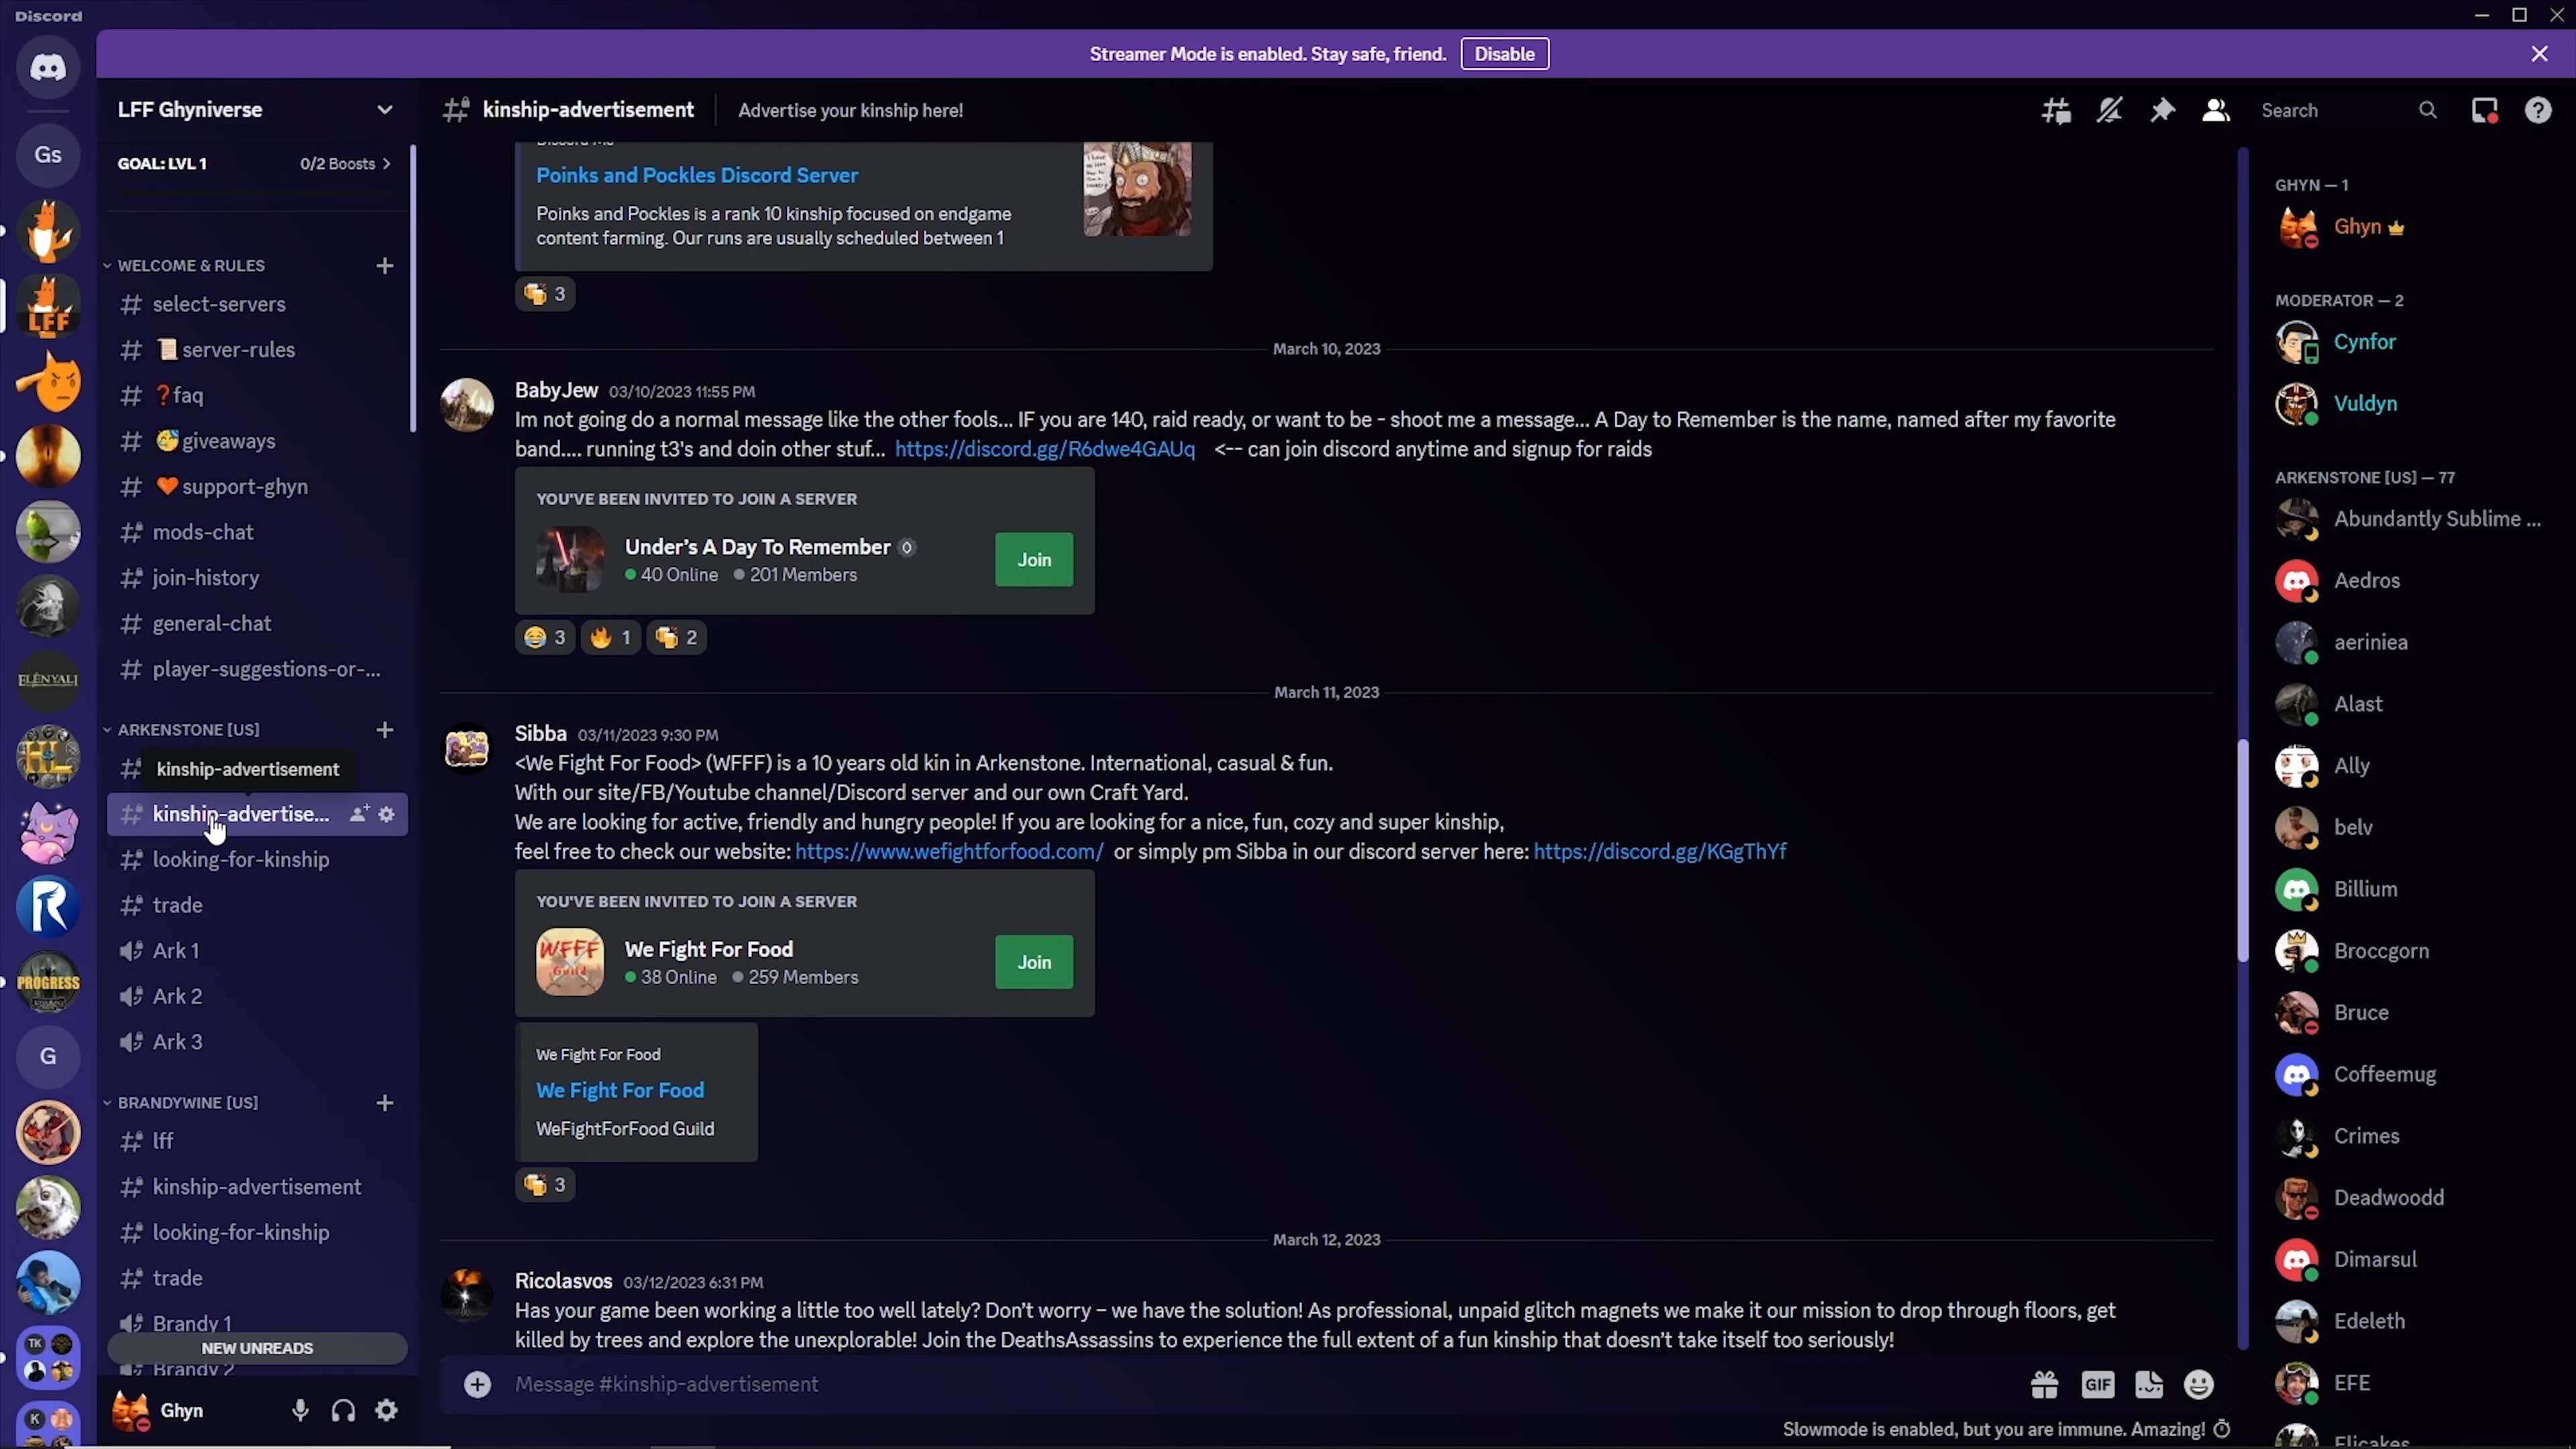 Discord
Streamer Mode is enabled. Stay safe, friend.
Disable
Gs
LFF
ELENYALI
HL
R
PROGRESS
G
TK
K
LFF Ghyniverse
GOAL: LVL 1
0/2 Boosts
WELCOME & RULES
select-servers
📜server-rules
❓faq
🥳giveaways
🧡support-ghyn
mods-chat
join-history
general-chat
player-suggestions-or-...
ARKENSTONE [US]
kinship-advertisement
kinship-advertise...
looking-for-kinship
trade
Ark 1
Ark 2
Ark 3
BRANDYWINE [US]
lff
kinship-advertisement
looking-for-kinship
trade
Brandy 1
NEW UNREADS
Brandy 2
Ghyn
kinship-advertisement
Advertise your kinship here!
Search
Discord Me
Poinks and Pockles Discord Server
Poinks and Pockles is a rank 10 kinship focused on endgame
content farming. Our runs are usually scheduled between 1
🍻 3
March 10, 2023
BabyJew 03/10/2023 11:55 PM
Im not going do a normal message like the other fools... IF you are 140, raid ready, or want to be - shoot me a message... A Day to Remember is the name, named after my favorite
band.... running t3's and doin other stuf... https://discord.gg/R6dwe4GAUq <-- can join discord anytime and signup for raids
YOU'VE BEEN INVITED TO JOIN A SERVER
Under's A Day To Remember
40 Online 201 Members
Join
😂 3 🔥 1 🍻 2
March 11, 2023
Sibba 03/11/2023 9:30 PM
<We Fight For Food> (WFFF) is a 10 years old kin in Arkenstone. International, casual & fun.
With our site/FB/Youtube channel/Discord server and our own Craft Yard.
We are looking for active, friendly and hungry people! If you are looking for a nice, fun, cozy and super kinship,
feel free to check our website: https://www.wefightforfood.com/ or simply pm Sibba in our discord server here: https://discord.gg/KGgThYf
YOU'VE BEEN INVITED TO JOIN A SERVER
WFFF
Guild
We Fight For Food
38 Online 259 Members
Join
We Fight For Food
We Fight For Food
WeFightForFood Guild
🍻 3
March 12, 2023
Ricolasvos 03/12/2023 6:31 PM
Has your game been working a little too well lately? Don't worry – we have the solution! As professional, unpaid glitch magnets we make it our mission to drop through floors, get
killed by trees and explore the unexplorable! Join the DeathsAssassins to experience the full extent of a fun kinship that doesn't take itself too seriously!
Message #kinship-advertisement
GIF
Slowmode is enabled, but you are immune. Amazing!
GHYN — 1
Ghyn
MODERATOR — 2
Cynfor
Vuldyn
ARKENSTONE [US] — 77
Abundantly Sublime ...
Aedros
aeriniea
Alast
Ally
belv
Billium
Broccgorn
Bruce
Coffeemug
Crimes
Deadwoodd
Dimarsul
Edeleth
EFE